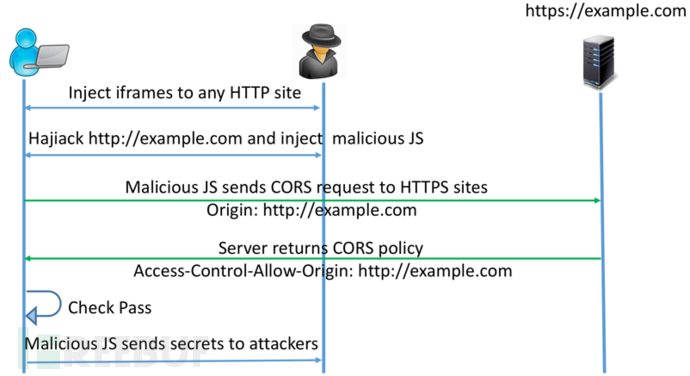 https://example.com
Inject iframes to any HTTP site
Hajiack http://example.com and inject malicious JS
Malicious JS sends CORS request to HTTPS sites
Origin: http://example.com
Server returns CORS policy
Access-Control-Allow-Origin: http://example.com
Check Pass
Malicious JS sends secrets to attackers
REEBUF